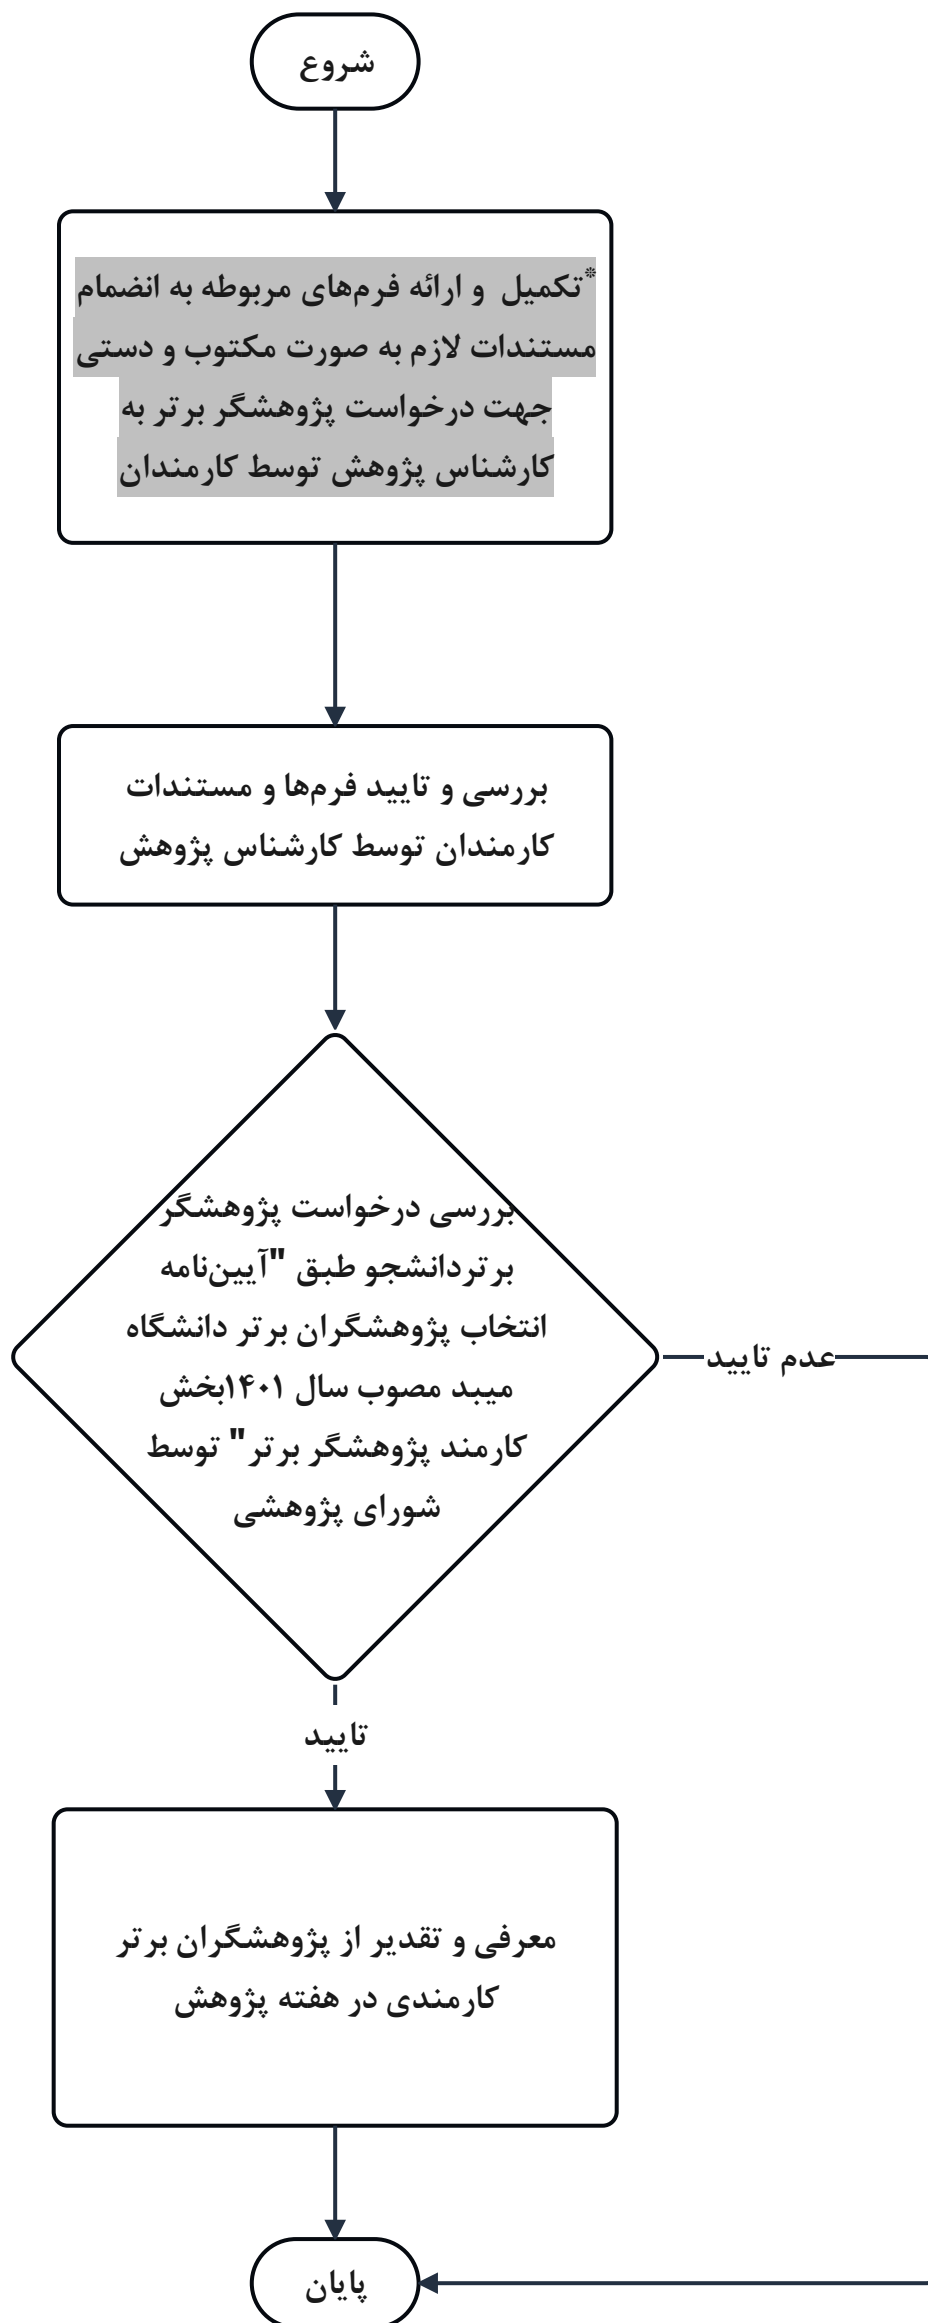 شروع
*تکمیل و ارائه فرم‌های مربوطه به انضمام
مستندات لازم به صورت مکتوب و دستی
جهت درخواست پژوهشگر برتر به
کارشناس پژوهش توسط کارمندان
بررسی و تایید فرم‌ها و مستندات
کارمندان توسط کارشناس پژوهش
بررسی درخواست پژوهشگر
برتردانشجو طبق "آیین‌نامه
انتخاب پژوهشگران برتر دانشگاه
میبد مصوب سال ۱۴۰۱بخش
کارمند پژوهشگر برتر" توسط
شورای پژوهشی
عدم تایید
تایید
معرفی و تقدیر از پژوهشگران برتر
کارمندی در هفته پژوهش
پایان